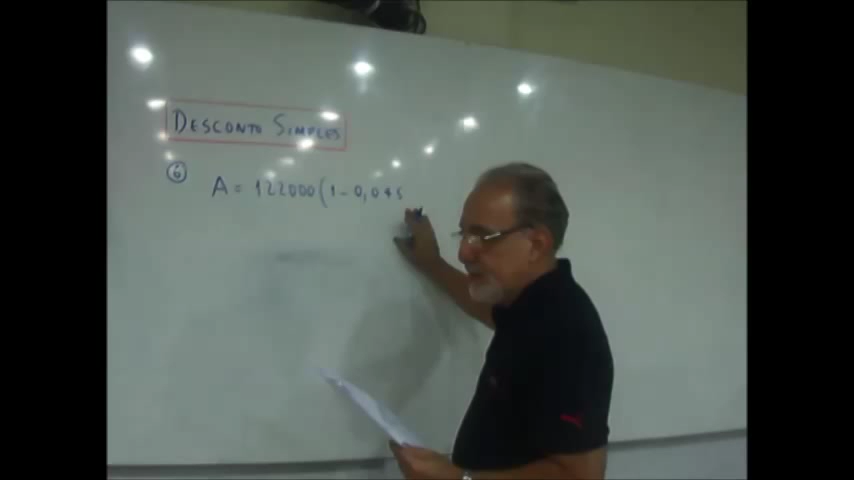 DESCONTO SIMPLES
6 A = 122000(1-0,045